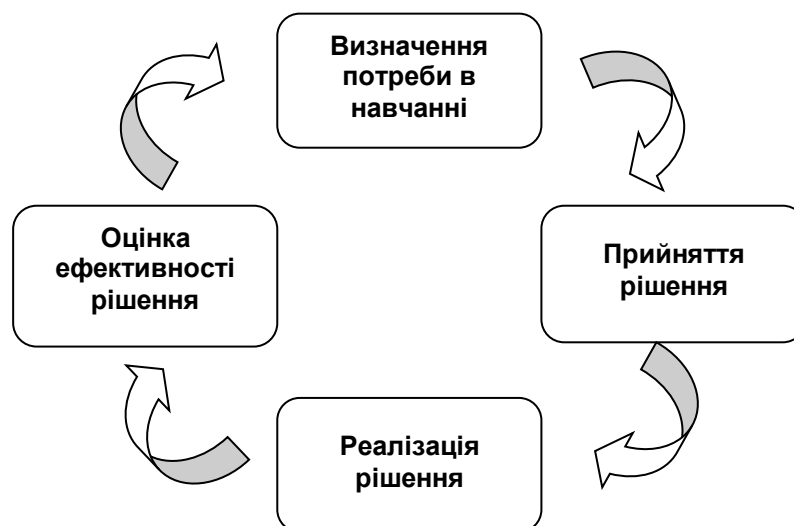 Визначення
потреби в
навчанні
Оцінка
ефективності
рішення
Прийняття
рішення
Реалізація
рішення